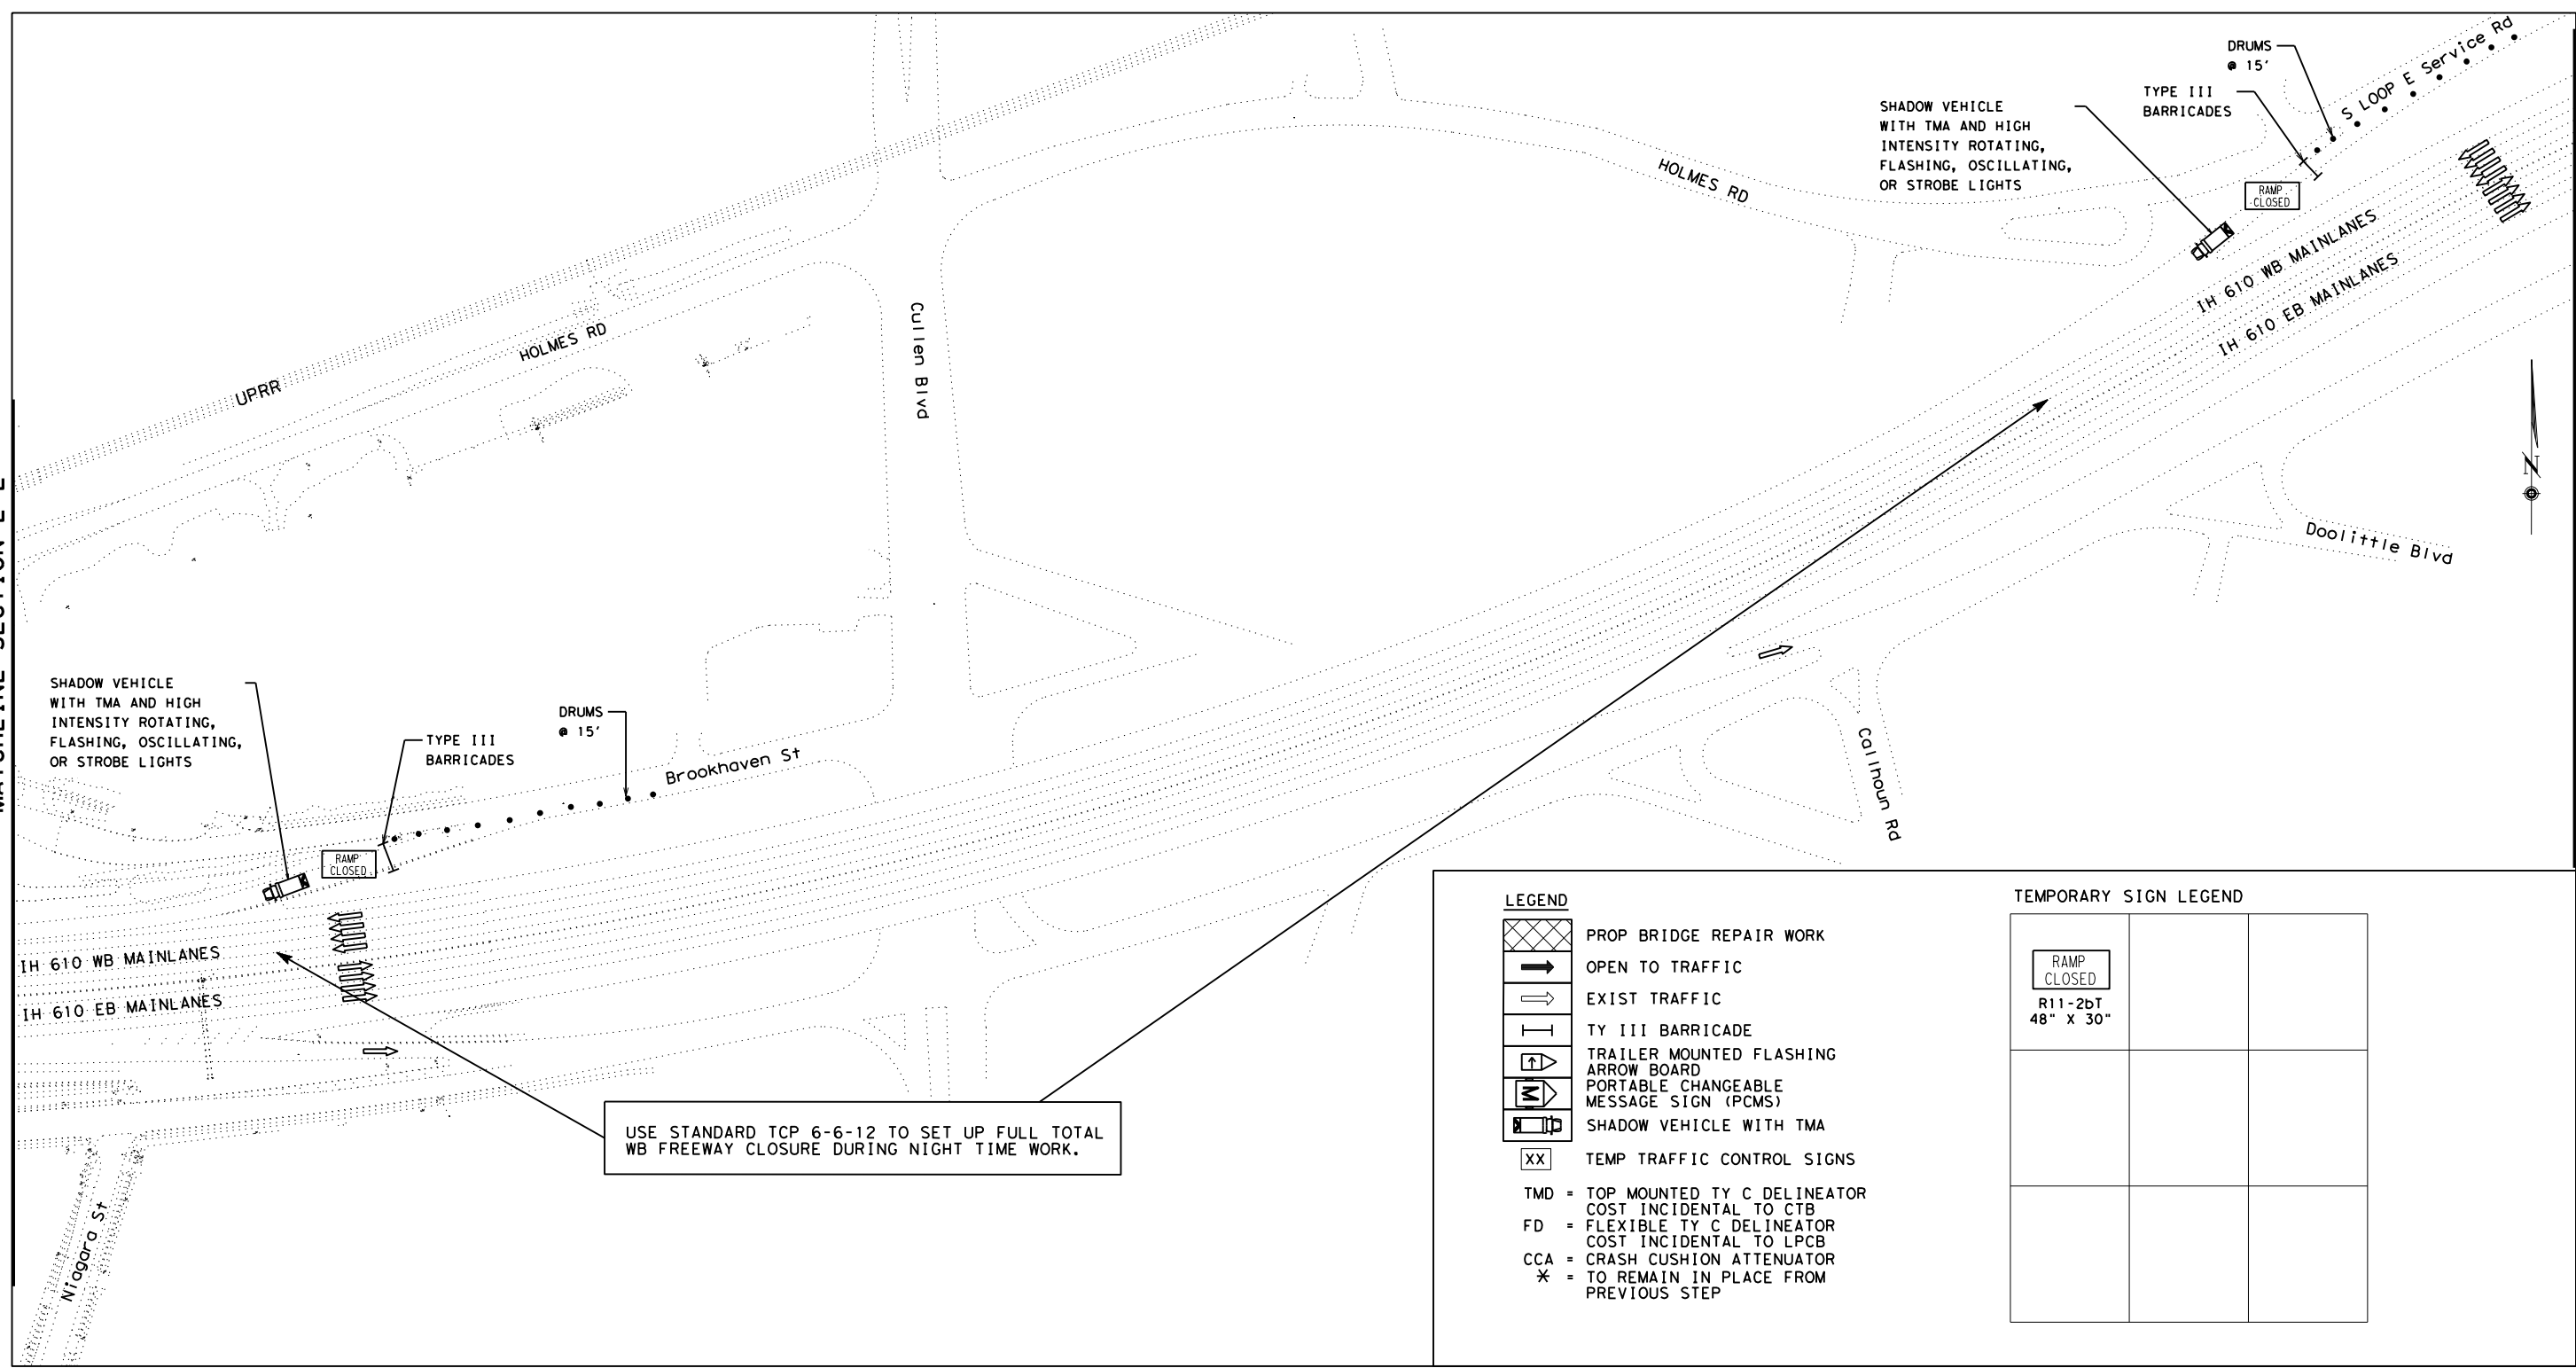 DRUMS
@ 15'
S LOOP E Service Rd
TYPE III
BARRICADES
SHADOW VEHICLE
WITH TMA AND HIGH
INTENSITY ROTATING,
FLASHING, OSCILLATING,
OR STROBE LIGHTS
RAMP
CLOSED
HOLMES RD
IH 610 WB MAINLANES
IH 610 EB MAINLANES
HOLMES RD
UPRR
Cullen Blvd
N
Doolittle Blvd
SHADOW VEHICLE
WITH TMA AND HIGH
INTENSITY ROTATING,
FLASHING, OSCILLATING,
OR STROBE LIGHTS
DRUMS
@ 15'
TYPE III
BARRICADES
Brookhaven St
Calhoun Rd
RAMP
CLOSED
IH 610 WB MAINLANES
IH 610 EB MAINLANES
USE STANDARD TCP 6-6-12 TO SET UP FULL TOTAL
WB FREEWAY CLOSURE DURING NIGHT TIME WORK.
Niagara St
LEGEND
PROP BRIDGE REPAIR WORK
OPEN TO TRAFFIC
EXIST TRAFFIC
TY III BARRICADE
TRAILER MOUNTED FLASHING
ARROW BOARD
M PORTABLE CHANGEABLE
MESSAGE SIGN (PCMS)
SHADOW VEHICLE WITH TMA
XX TEMP TRAFFIC CONTROL SIGNS
TMD = TOP MOUNTED TY C DELINEATOR
COST INCIDENTAL TO CTB
FD = FLEXIBLE TY C DELINEATOR
COST INCIDENTAL TO LPCB
CCA = CRASH CUSHION ATTENUATOR
* = TO REMAIN IN PLACE FROM
PREVIOUS STEP
TEMPORARY SIGN LEGEND
RAMP
CLOSED
R11-2bT
48" X 30"